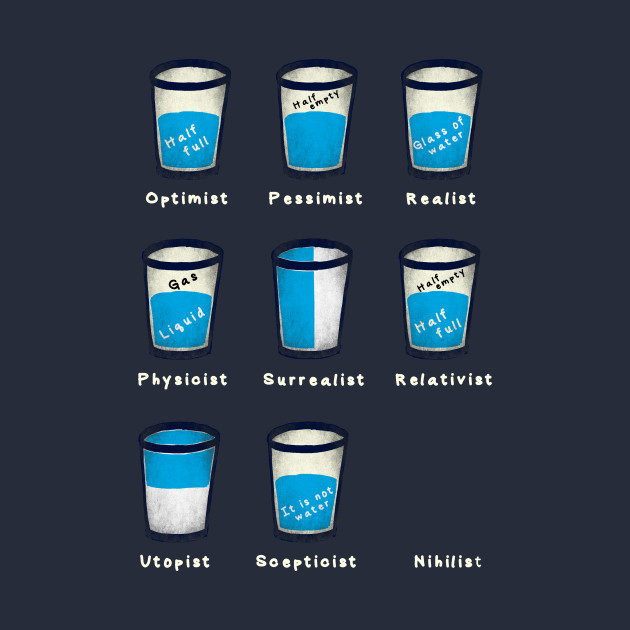 Half
full
Half
empty
Glass of
water
Optimist
Pessimist
Realist
Gas
Liquid
Half
empty
Half
full
Physicist
Surrealist
Relativist
It is not
water
Utopist
Scepticist
Nihilist